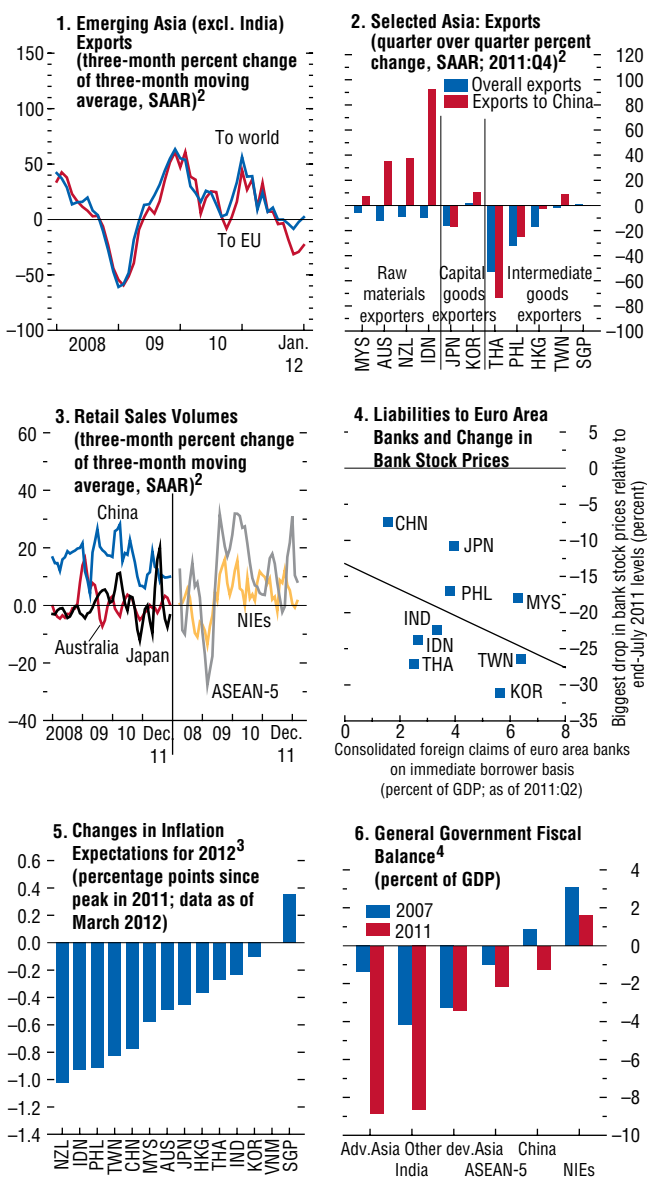 1. Emerging Asia (excl. India)
Exports
(three-month percent change
of three-month moving
average, SAAR)2
150
100
50
0
−50
−100
To world
To EU
2008
09
10
Jan.
12
2. Selected Asia: Exports
(quarter over quarter percent
change, SAAR; 2011:Q4)2
Overall exports
Exports to China
120
100
80
60
40
20
0
−20
−40
−60
−80
−100
Raw
materials
exporters
Capital
goods
exporters
Intermediate
goods
exporters
MYS
AUS
NZL
IDN
JPN
KOR
THA
PHL
HKG
TWN
SGP
3. Retail Sales Volumes
(three-month percent change
of three-month moving
average, SAAR)2
60
40
20
0.0
−20
−40
China
Australia
Japan
NIEs
ASEAN-5
2008 09 10 Dec.
11
08 09 10 Dec.
11
4. Liabilities to Euro Area
Banks and Change in
Bank Stock Prices
5
0
−5
−10
−15
−20
−25
−30
−35
Biggest drop in bank stock prices relative to
end-July 2011 levels (percent)
CHN
JPN
PHL
MYS
IND
IDN
THA
TWN
KOR
0 2 4 6 8
Consolidated foreign claims of euro area banks
on immediate borrower basis
(percent of GDP; as of 2011:Q2)
5. Changes in Inflation
Expectations for 20123
(percentage points since
peak in 2011; data as of
March 2012)
0.6
0.4
0.2
0.0
−0.2
−0.4
−0.6
−0.8
−1.0
−1.2
−1.4
NZL
IDN
PHL
TWN
CHN
MYS
AUS
JPN
HKG
THA
IND
KOR
VNM
SGP
6. General Government Fiscal
Balance4
(percent of GDP)
2007
2011
4
2
0
−2
−4
−6
−8
−10
Adv.Asia Other dev.Asia China
India ASEAN-5 NIEs